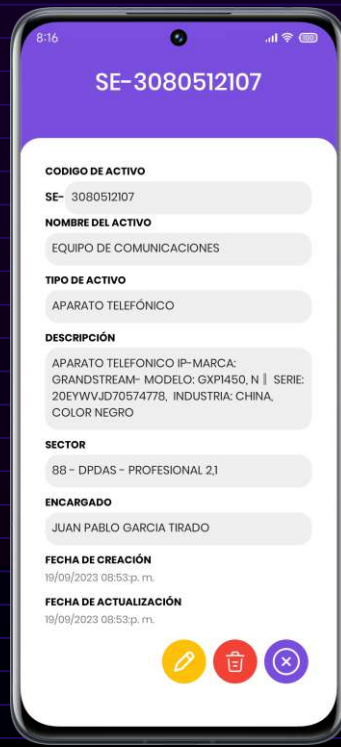 8:16
SE-3080512107
CODIGO DE ACTIVO
SE- 3080512107
NOMBRE DEL ACTIVO
EQUIPO DE COMUNICACIONES
TIPO DE ACTIVO
APARATO TELEFÓNICO
DESCRIPCIÓN
APARATO TELEFONICO IP-MARCA:
GRANDSTREAM- MODELO: GXP1450, N || SERIE:
20EYWVJD70574778, INDUSTRIA: CHINA,
COLOR NEGRO
SECTOR
88 - DPDAS - PROFESIONAL 2,1
ENCARGADO
JUAN PABLO GARCIA TIRADO
FECHA DE CREACIÓN
19/09/2023 08:53:p. m.
FECHA DE ACTUALIZACIÓN
19/09/2023 08:53:p. m.